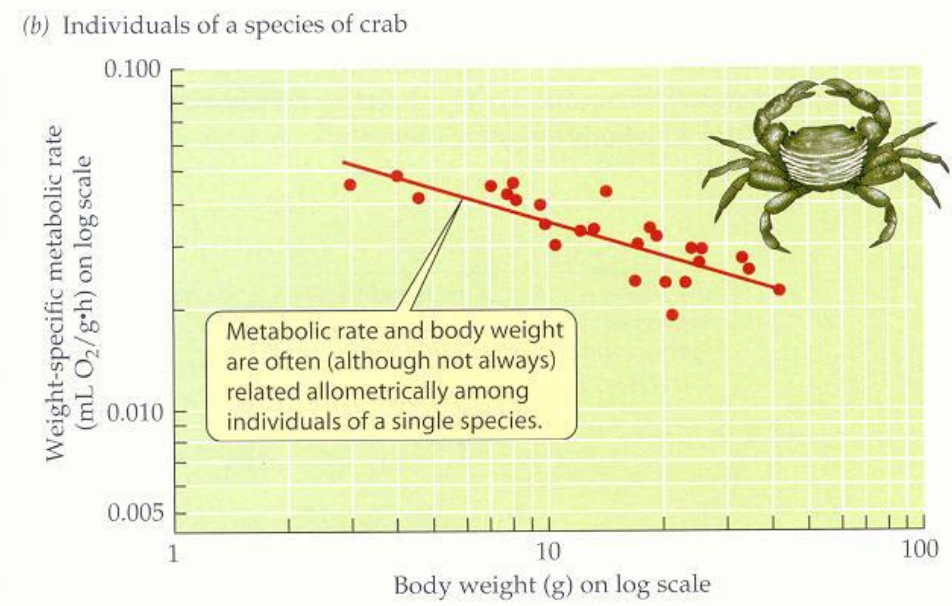 (b) Individuals of a species of crab
0.100
0.010
0.005
Weight-specific metabolic rate
(mL O₂/g•h) on log scale
Metabolic rate and body weight
are often (although not always)
related allometrically among
individuals of a single species.
1
10
100
Body weight (g) on log scale